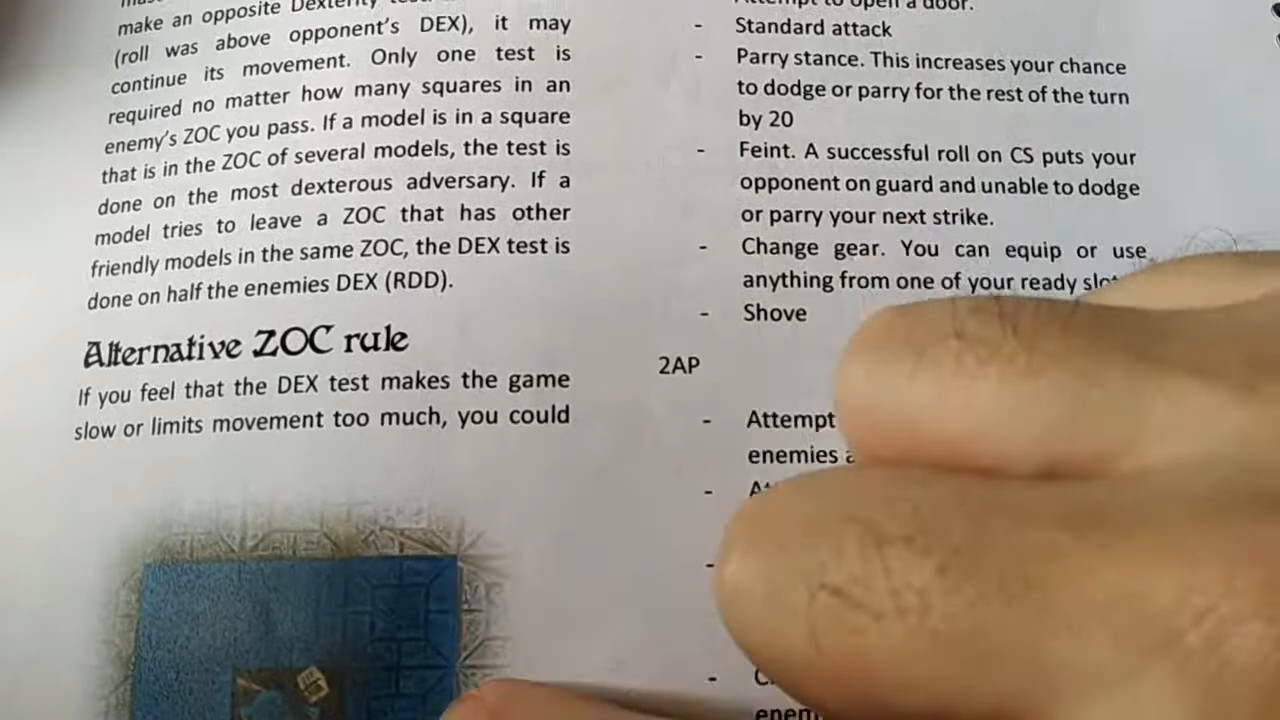 make an opposite Dexterity
(roll was above opponent's DEX), it may
continue its movement. Only one test is
required no matter how many squares in an
enemy's ZOC you pass. If a model is in a square
that is in the ZOC of several models, the test is
done on the most dexterous adversary. If a
model tries to leave a ZOC that has other
friendly models in the same ZOC, the DEX test is
done on half the enemies DEX (RDD).
Alternative ZOC rule
If you feel that the DEX test makes the game
slow or limits movement too much, you could
to open a door.
- Standard attack
- Parry stance. This increases your chance
to dodge or parry for the rest of the turn
by 20
- Feint. A successful roll on CS puts your
opponent on guard and unable to dodge
or parry your next strike.
- Change gear. You can equip or use
anything from one of your ready
- Shove
2AP
- Attempt
enemies
-
-
-